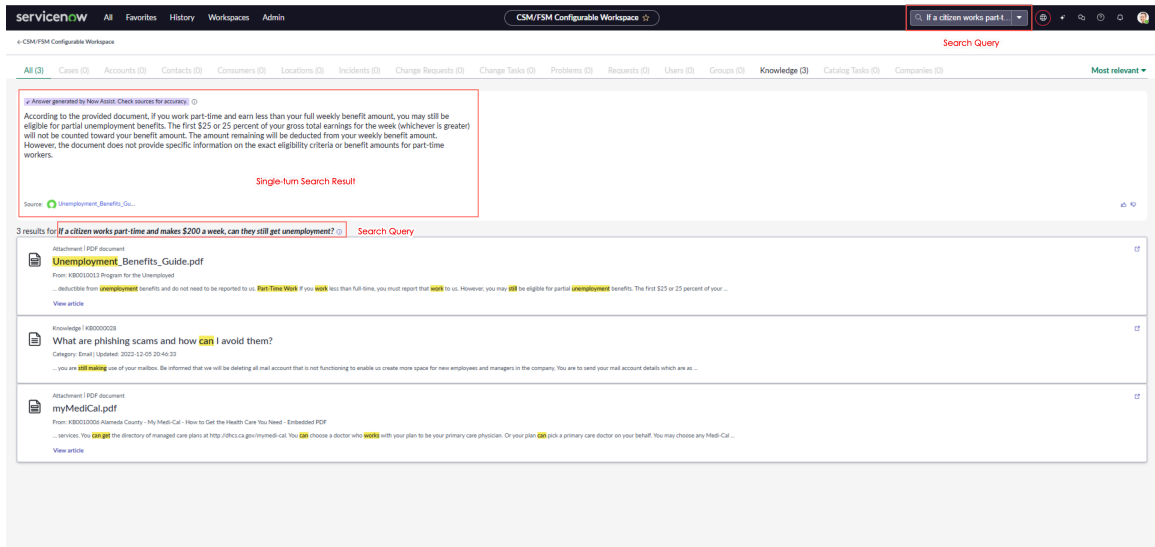 servicenow All Favorites History Workspaces Admin
CSM/FSM Configurable Workspace
If a citizen works part-t...
Search Query
CSM/FSM Configurable Workspace
All (3) Cases (0) Accounts (0) Contacts (0) Consumers (0) Locations (0) Incidents (0) Change Requests (0) Change Tasks (0) Problems (0) Requests (0) Users (0) Groups (0) Knowledge (3) Catalog Tasks (0) Companies (0) Most relevant
Answer generated by Now Assist. Check sources for accuracy.
According to the provided document, if you work part-time and earn less than your full weekly benefit amount, you may still be
eligible for partial unemployment benefits. The first $25 or 25 percent of your gross total earnings for the week (whichever is greater)
will not be counted toward your benefit amount. The amount remaining will be deducted from your weekly benefit amount.
However, the document does not provide specific information on the exact eligibility criteria or benefit amounts for part-time
workers.
Single-turn Search Result
Source: Unemployment_Benefits_Gu...
3 results for If a citizen works part-time and makes $200 a week, can they still get unemployment? Search Query
Attachment | PDF document
Unemployment_Benefits_Guide.pdf
From: KB0010013 Program for the Unemployed
... deductible from unemployment benefits and do not need to be reported to us. Part-Time Work If you work less than full-time, you must report that work to us. However, you may still be eligible for partial unemployment benefits. The first $25 or 25 percent of your ...
View article
Knowledge | KB0000028
What are phishing scams and how can I avoid them?
Category: Email | Updated: 2022-12-05 20:46:33
... you are still making use of your mailbox. Be informed that we will be deleting all mail account that is not functioning to enable us create more space for new employees and managers in the company. You are to send your mail account details which are as ...
Attachment | PDF document
myMediCal.pdf
From: KB0010006 Alameda County - My Medi-Cal - How to Get the Health Care You Need - Embedded PDF
... services. You can get the directory of managed care plans at http://dhcs.ca.gov/mymedi-cal. You can choose a doctor who works with your plan to be your primary care physician. Or your plan can pick a primary care doctor on your behalf. You may choose any Medi-Cal ...
View article